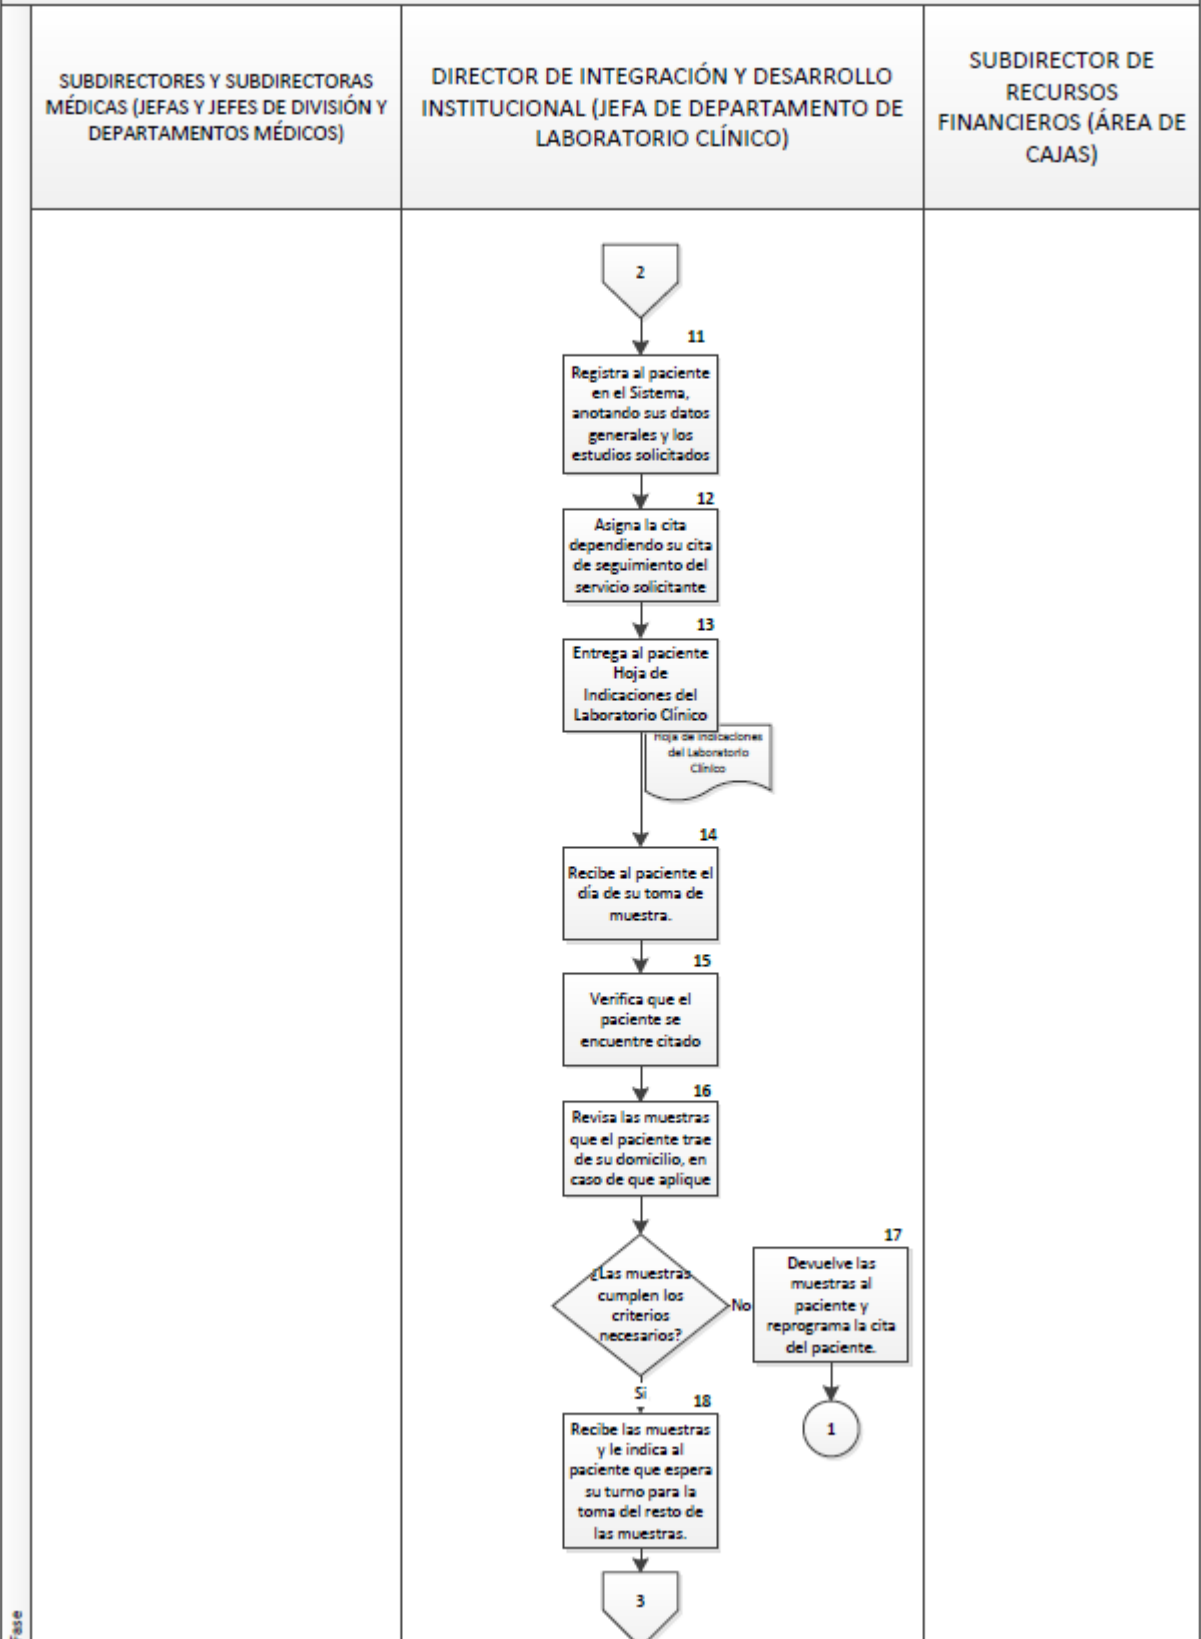 SUBDIRECTORES Y SUBDIRECTORAS
MÉDICAS (JEFAS Y JEFES DE DIVISIÓN Y
DEPARTAMENTOS MÉDICOS)
DIRECTOR DE INTEGRACIÓN Y DESARROLLO
INSTITUCIONAL (JEFA DE DEPARTAMENTO DE
LABORATORIO CLÍNICO)
SUBDIRECTOR DE
RECURSOS
FINANCIEROS (ÁREA DE
CAJAS)
2
11
Registra al paciente
en el Sistema,
anotando sus datos
generales y los
estudios solicitados
12
Asigna la cita
dependiendo su cita
de seguimiento del
servicio solicitante
13
Entrega al paciente
Hoja de
Indicaciones del
Laboratorio Clínico
Hoja de Indicaciones
del Laboratorio
Clínico
14
Recibe al paciente el
día de su toma de
muestra.
15
Verifica que el
paciente se
encuentre citado
16
Revisa las muestras
que el paciente trae
de su domicilio, en
caso de que aplique
¿Las muestras
cumplen los
criterios
necesarios?
No
17
Devuelve las
muestras al
paciente y
reprograma la cita
del paciente.
1
Si
18
Recibe las muestras
y le indica al
paciente que espera
su turno para la
toma del resto de
las muestras.
3
Fase